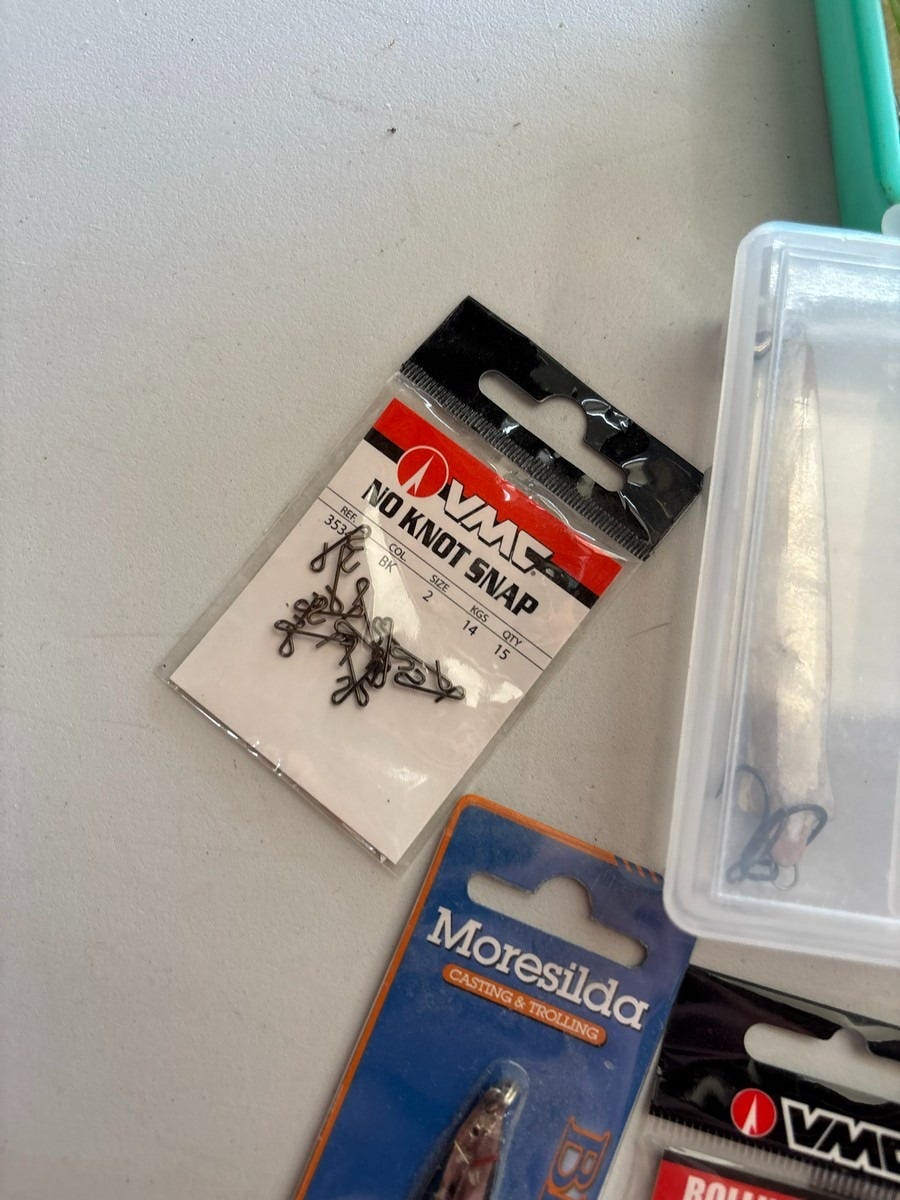 VMC
NO KNOT SNAP
REF. COL. SIZE KGS QTY
BK 2 14 15
Moresilda
CASTING & TROLLING
VMC